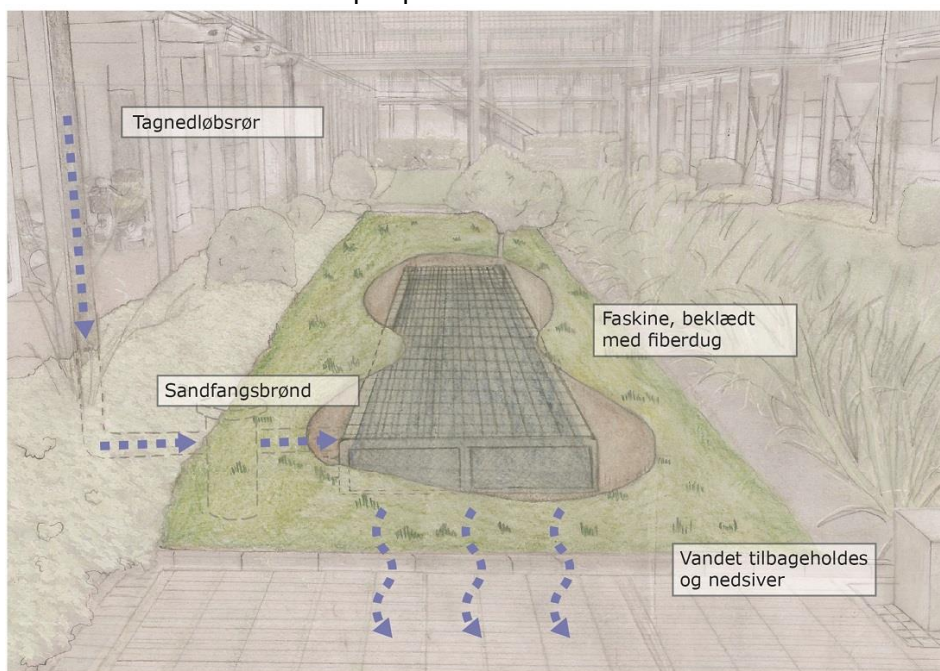 Tagnedløbsrør
Faskine, beklædt
med fiberdug
Sandfangsbrønd
Vandet tilbageholdes
og nedsiver